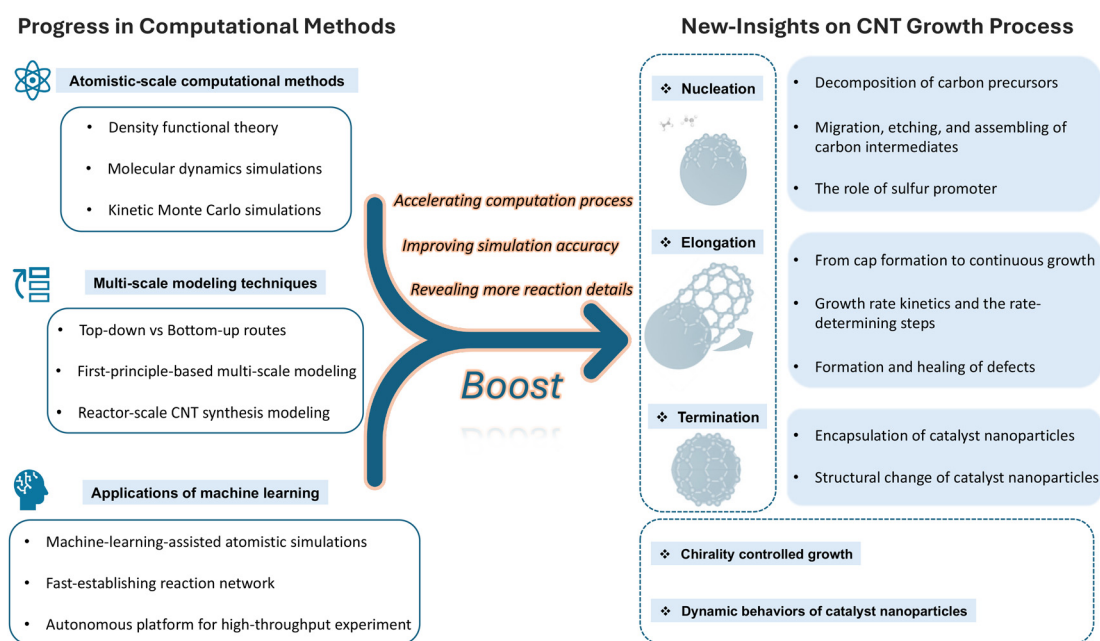 Progress in Computational Methods
Atomistic-scale computational methods
• Density functional theory
• Molecular dynamics simulations
• Kinetic Monte Carlo simulations
Multi-scale modeling techniques
• Top-down vs Bottom-up routes
• First-principle-based multi-scale modeling
• Reactor-scale CNT synthesis modeling
Applications of machine learning
• Machine-learning-assisted atomistic simulations
• Fast-establishing reaction network
• Autonomous platform for high-throughput experiment
Accelerating computation process
Improving simulation accuracy
Revealing more reaction details
Boost
New-Insights on CNT Growth Process
❖ Nucleation
• Decomposition of carbon precursors
• Migration, etching, and assembling of
carbon intermediates
• The role of sulfur promoter
❖ Elongation
• From cap formation to continuous growth
• Growth rate kinetics and the rate-
determining steps
• Formation and healing of defects
❖ Termination
• Encapsulation of catalyst nanoparticles
• Structural change of catalyst nanoparticles
❖ Chirality controlled growth
❖ Dynamic behaviors of catalyst nanoparticles